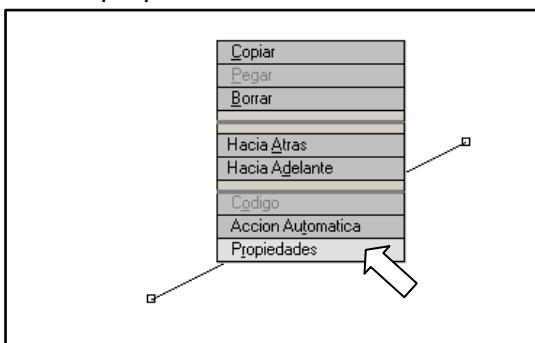 Copiar
Pegar
Borrar
Hacia Atras
Hacia Adelante
Codigo
Accion Automatica
Propiedades